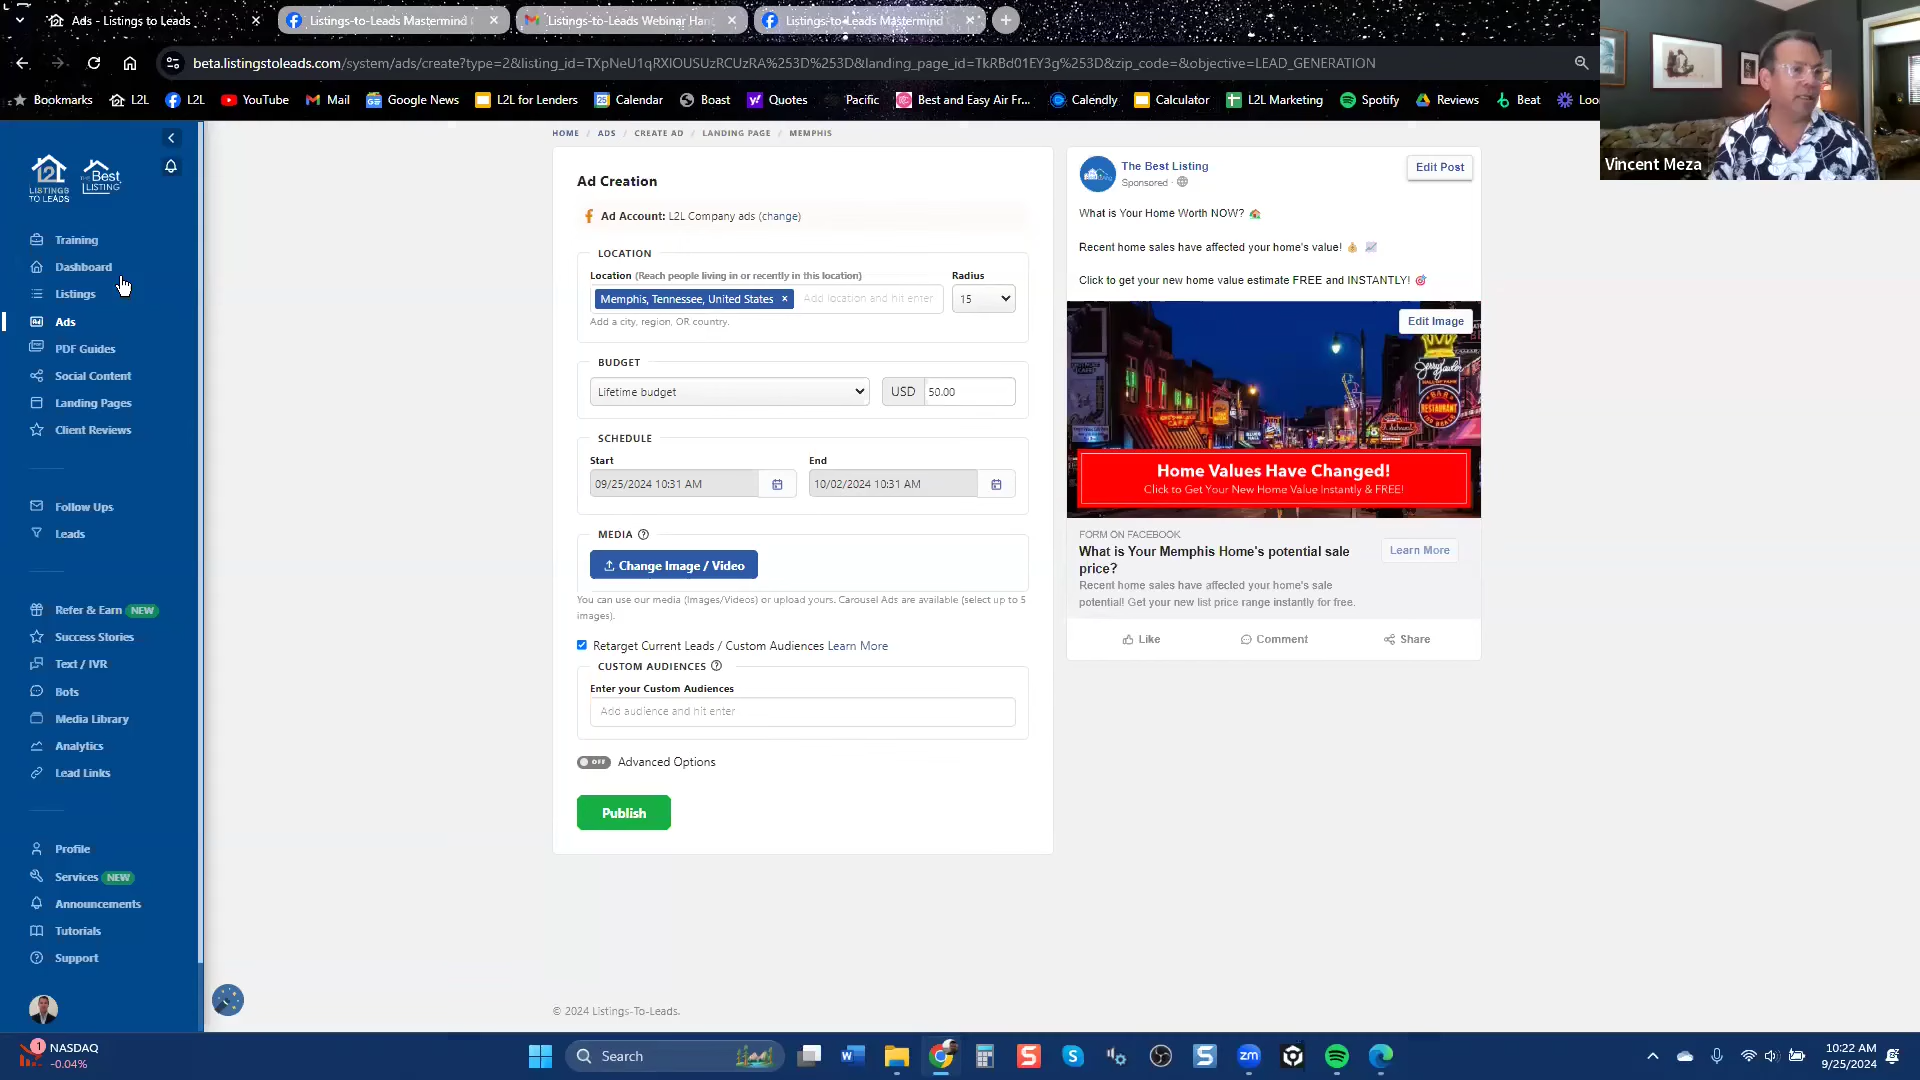 Ads - Listings to Leads
Listings-to-Leads Mastermind
Listings-to-Leads Webinar Han
Listings-to-Leads Mastermind
beta.listingstoleads.com/system/ads/create?type=2&listing_id=TXpNeU1qRXlOUSUzRCUzRA%253D%253D&landing_page_id=TkRBd01EY3g%253D&zip_code=&objective=LEAD_GENERATION
Bookmarks
L2L
L2L
YouTube
Mail
Google News
L2L for Lenders
Calendar
Boast
Quotes
Pacific
Best and Easy Air Fr...
Calendly
Calculator
L2L Marketing
Spotify
Reviews
Beat
Loo
Vincent Meza
L2L
LISTINGS TO LEADS
THE Best LISTING
Training
Dashboard
Listings
Ads
PDF Guides
Social Content
Landing Pages
Client Reviews
Follow Ups
Leads
Refer & Earn NEW
Success Stories
Text / IVR
Bots
Media Library
Analytics
Lead Links
Profile
Services NEW
Announcements
Tutorials
Support
HOME / ADS / CREATE AD / LANDING PAGE / MEMPHIS
Ad Creation
Ad Account: L2L Company ads (change)
LOCATION
Location (Reach people living in or recently in this location)
Radius
Memphis, Tennessee, United States ×
Add location and hit enter
15
Add a city, region, OR country.
BUDGET
Lifetime budget
USD
50.00
SCHEDULE
Start
End
09/25/2024 10:31 AM
10/02/2024 10:31 AM
MEDIA
Change Image / Video
You can use our media (Images/Videos) or upload yours. Carousel Ads are available (select up to 5
images).
Retarget Current Leads / Custom Audiences Learn More
CUSTOM AUDIENCES
Enter your Custom Audiences
Add audience and hit enter
OFF
Advanced Options
Publish
The Best Listing
Sponsored ·
Edit Post
What is Your Home Worth NOW? 🏠
Recent home sales have affected your home's value! 💰 📈
Click to get your new home value estimate FREE and INSTANTLY! 🎯
Edit Image
Home Values Have Changed!
Click to Get Your New Home Value Instantly & FREE!
FORM ON FACEBOOK
What is Your Memphis Home's potential sale
price?
Learn More
Recent home sales have affected your home's sale
potential! Get your new list price range instantly for free.
Like
Comment
Share
© 2024 Listings-To-Leads.
1
NASDAQ
-0.04%
Search
10:22 AM
9/25/2024